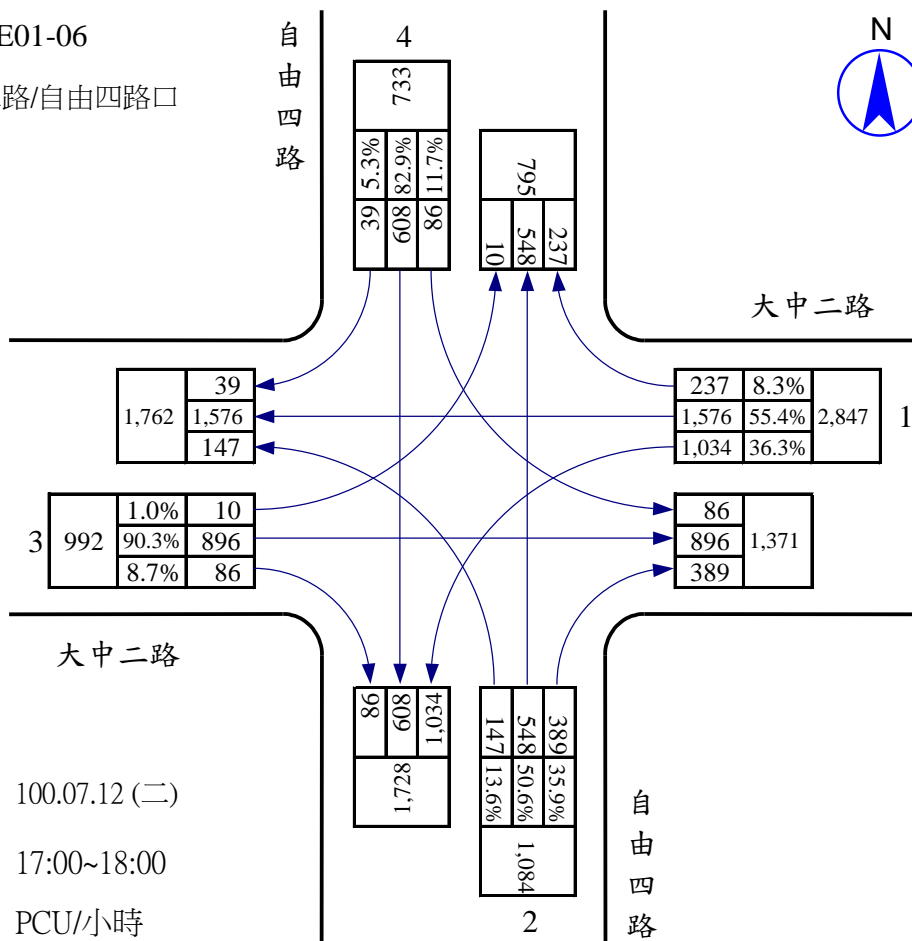 E01-06
路/自由四路口
自由四路
4
N
733
5.3% 82.9% 11.7%
39 608 86
795
10 548 237
大中二路
1,762
39
1,576
147
237 8.3%
1,576 55.4% 2,847
1,034 36.3%
1
3
992
1.0% 10
90.3% 896
8.7% 86
86
896 1,371
389
大中二路
86 608 1,034
1,728
147 548 389
13.6% 50.6% 35.9%
1,084
2
自由四路
100.07.12 (二)
17:00~18:00
PCU/小時